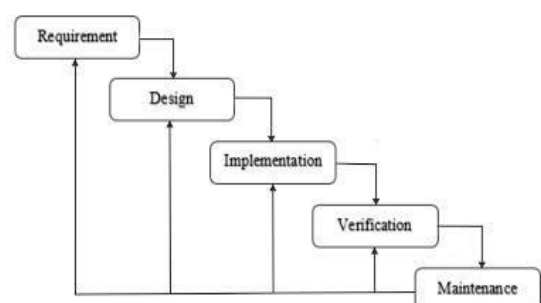 Requirement
Design
Implementation
Verification
Maintenance